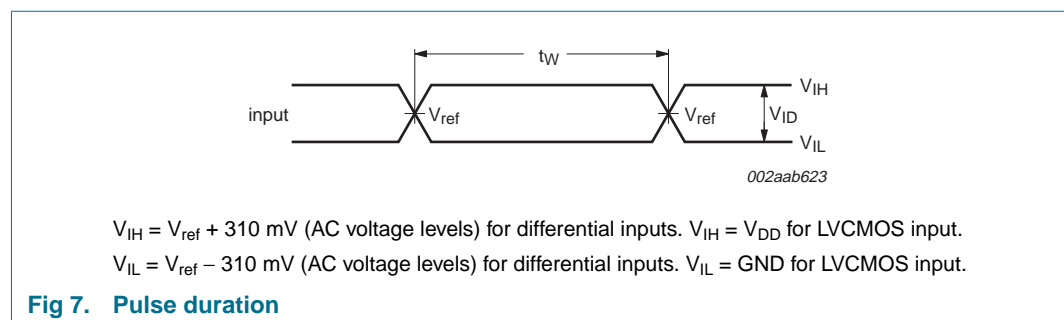 tW
VIH
input
Vref
Vref
VID
VIL
002aab623
VIH = Vref + 310 mV (AC voltage levels) for differential inputs. VIH = VDD for LVCMOS input.
VIL = Vref − 310 mV (AC voltage levels) for differential inputs. VIL = GND for LVCMOS input.
Fig 7. Pulse duration